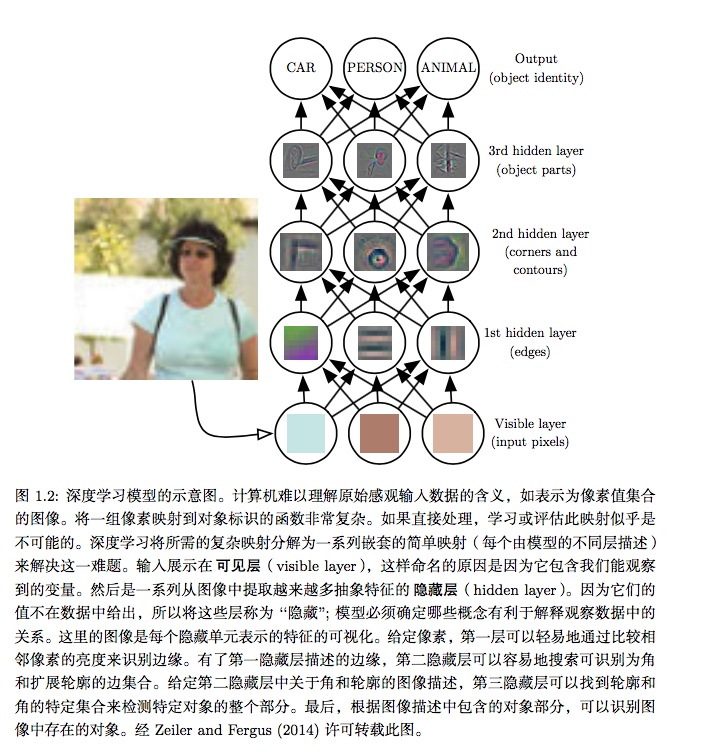 CAR PERSON ANIMAL
Output
(object identity)
3rd hidden layer
(object parts)
2nd hidden layer
(corners and
contours)
1st hidden layer
(edges)
Visible layer
(input pixels)
图 1.2: 深度学习模型的示意图。计算机难以理解原始感观输入数据的含义，如表示为像素值集合
的图像。将一组像素映射到对象标识的函数非常复杂。如果直接处理，学习或评估此映射似乎是
不可能的。深度学习将所需的复杂映射分解为一系列嵌套的简单映射（每个由模型的不同层描述）
来解决这一难题。输入展示在 可见层（visible layer），这样命名的原因是因为它包含我们能观察
到的变量。然后是一系列从图像中提取越来越多抽象特征的 隐藏层（hidden layer）。因为它们的
值不在数据中给出，所以将这些层称为 “隐藏”; 模型必须确定哪些概念有利于解释观察数据中的
关系。这里的图像是每个隐藏单元表示的特征的可视化。给定像素，第一层可以轻易地通过比较相
邻像素的亮度来识别边缘。有了第一隐藏层描述的边缘，第二隐藏层可以容易地搜索可识别为角
和扩展轮廓的边集合。给定第二隐藏层中关于角和轮廓的图像描述，第三隐藏层可以找到轮廓和
角的特定集合来检测特定对象的整个部分。最后，根据图像描述中包含的对象部分，可以识别图
像中存在的对象。经 Zeiler and Fergus (2014) 许可转载此图。